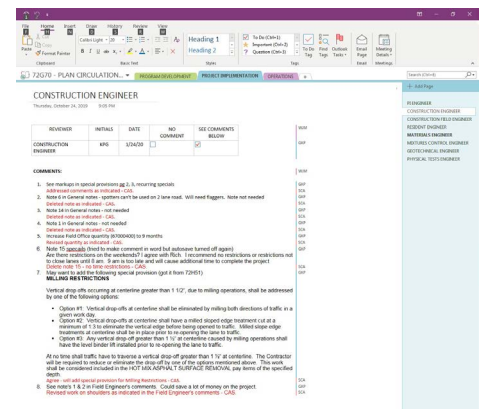 File Home Insert Draw History Review View
Paste
Cut
Copy
Format Painter
Clipboard
Calibri Light 20
B I U ab x, A
Basic Text
Heading 1
Heading 2
Styles
To Do (Ctrl+1)
Important (Ctrl+2)
Question (Ctrl+3)
Tags
To Do Tag
Find Tags
Outlook Tasks
Email Page
Email
Meeting Details
Meetings
72G70 - PLAN CIRCULATION... PROGRAM DEVELOPMENT PROJECT IMPLEMENTATION OPERATIONS +
Search (Ctrl+E)
CONSTRUCTION ENGINEER
Thursday, October 24, 2019 9:05 PM
REVIEWER INITIALS DATE NO COMMENT SEE COMMENTS BELOW
CONSTRUCTION ENGINEER KPG 1/24/20
COMMENTS:
1. See markups in special provisions pg 2, 3, recurring specials
Addressed comments as indicated - CAS.
2. Note 6 in General notes - spotters can't be used on 2 lane road. Will need flaggers. Note not needed
Deleted note as indicated - CAS.
3. Note 14 in General notes - not needed
Deleted note as indicated - CAS.
4. Note 1 in General notes - not needed
Deleted note as indicated - CAS.
5. Increase Field Office quantity (67000400) to 9 months
Revised quantity as indicated - CAS.
6. Note 15 specials (tried to make comment in word but autosave turned off again)
Are there restrictions on the weekends? I agree with Rich. I recommend no restrictions or restrictions not
to close lanes until 8 am. 9 am is too late and will cause additional time to complete the project
Delete note 15 - no time restrictions - CAS
7. May want to add the following special provision (got it from 72H51)
MILLING RESTRICTIONS
Vertical drop-offs occurring at centerline greater than 1 1/2", due to milling operations, shall be addressed
by one of the following options:
• Option #1: Vertical drop-offs at centerline shall be eliminated by milling both directions of traffic in a
given work day.
• Option #2: Vertical drop-offs at centerline shall have a milled sloped edge treatment cut at a
minimum of 1:3 to eliminate the vertical edge before being opened to traffic. Milled slope edge
treatments at centerline shall be in place prior to re-opening the lane to traffic.
• Option #3: Any vertical drop-off greater than 1 ½" at centerline caused by milling operations shall
have the level binder lift installed prior to re-opening the lane to traffic.
At no time shall traffic have to traverse a vertical drop-off greater than 1 ½" at centerline. The Contractor
will be required to reduce or eliminate the drop off by one of the options mentioned above. This work
shall be considered included in the HOT MIX ASPHALT SURFACE REMOVAL, pay items of the specified
depth.
Agree - will add special provision for Milling Restrictions - CAS.
8. See note's 1 & 2 in Field Engineer's comments. Could save a lot of money on the project.
Revised work on shoulders as indicated in the Field Engineer's comments - CAS
+ Add Page
PI ENGINEER
CONSTRUCTION ENGINEER
CONSTRUCTION FIELD ENGINEER
RESIDENT ENGINEER
MATERIALS ENGINEER
MIXTURES CONTROL ENGINEER
GEOTECHNICAL ENGINEER
PHYSICAL TESTS ENGINEER